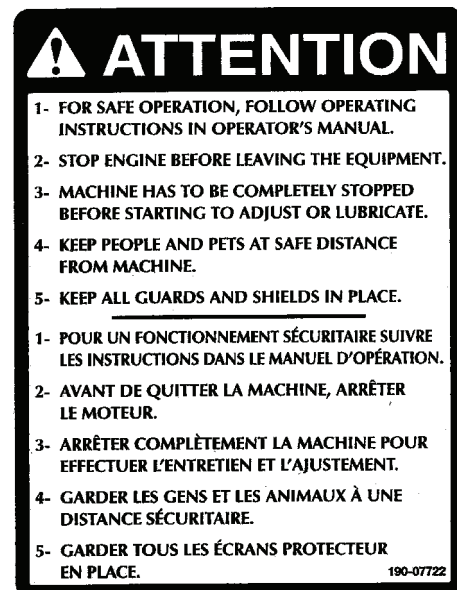 ATTENTION
1- FOR SAFE OPERATION, FOLLOW OPERATING
INSTRUCTIONS IN OPERATOR'S MANUAL.
2- STOP ENGINE BEFORE LEAVING THE EQUIPMENT.
3- MACHINE HAS TO BE COMPLETELY STOPPED
BEFORE STARTING TO ADJUST OR LUBRICATE.
4- KEEP PEOPLE AND PETS AT SAFE DISTANCE
FROM MACHINE.
5- KEEP ALL GUARDS AND SHIELDS IN PLACE.
1- POUR UN FONCTIONNEMENT SÉCURITAIRE SUIVRE
LES INSTRUCTIONS DANS LE MANUEL D'OPÉRATION.
2- AVANT DE QUITTER LA MACHINE, ARRÊTER
LE MOTEUR.
3- ARRÊTER COMPLÈTEMENT LA MACHINE POUR
EFFECTUER L'ENTRETIEN ET L'AJUSTEMENT.
4- GARDER LES GENS ET LES ANIMAUX À UNE
DISTANCE SÉCURITAIRE.
5- GARDER TOUS LES ÉCRANS PROTECTEUR
EN PLACE.
190-07722